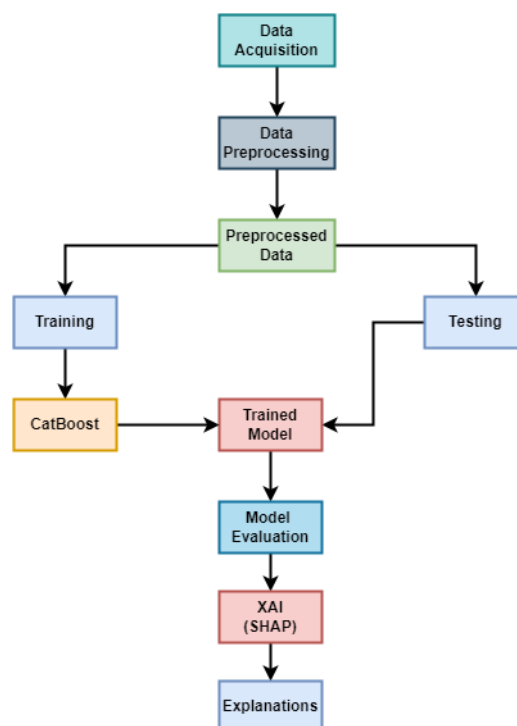 Data
Acquisition
Data
Preprocessing
Preprocessed
Data
Training
Testing
CatBoost
Trained
Model
Model
Evaluation
XAI
(SHAP)
Explanations